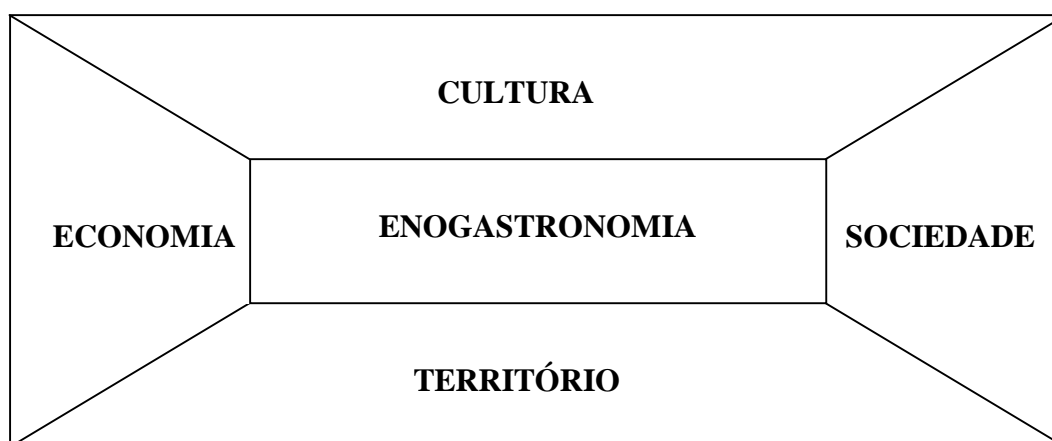 CULTURA
ECONOMIA
ENOGASTRONOMIA
SOCIEDADE
TERRITÓRIO